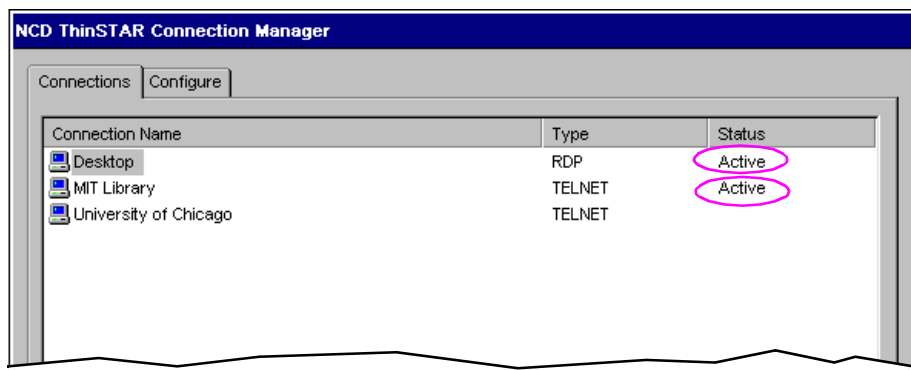 NCD ThinSTAR Connection Manager
Connections Configure
Connection Name Type Status
Desktop RDP Active
MIT Library TELNET Active
University of Chicago TELNET